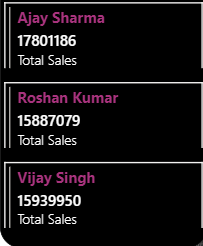 Ajay Sharma
17801186
Total Sales
Roshan Kumar
15887079
Total Sales
Vijay Singh
15939950
Total Sales